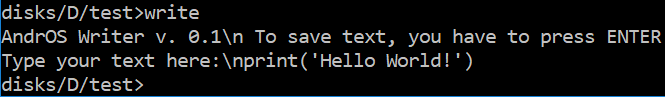 disks/D/test>write
AndrOS Writer v. 0.1\n To save text, you have to press ENTER
Type your text here:\nprint('Hello World!')
disks/D/test>